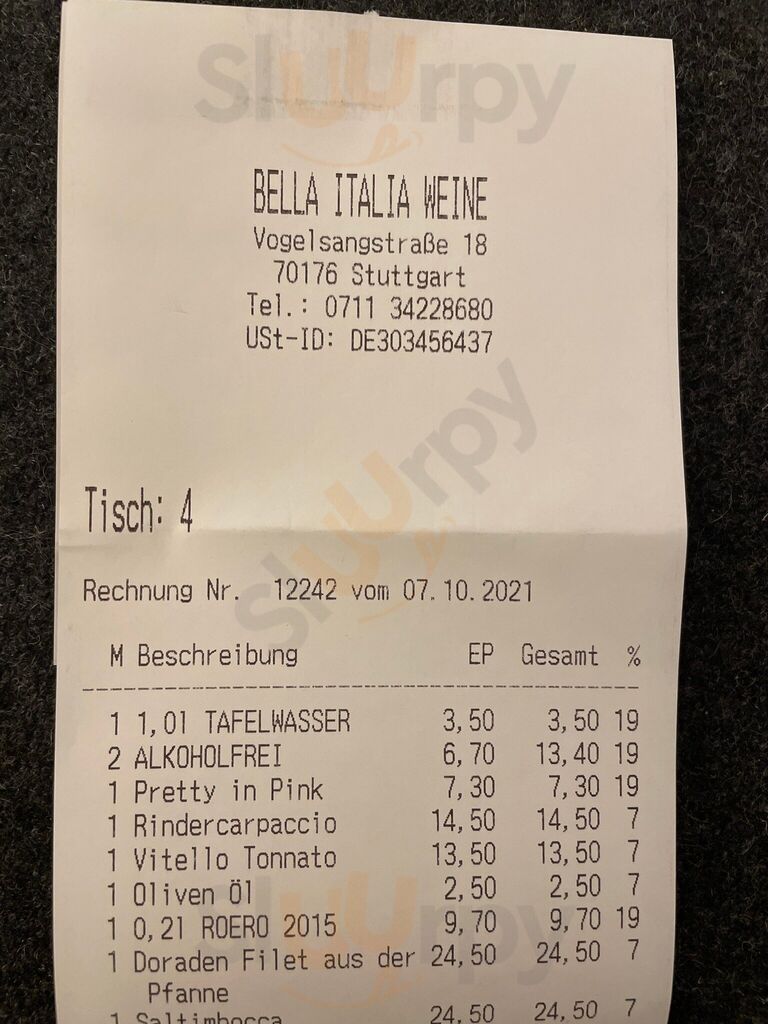 sluurpy
BELLA ITALIA WEINE
Vogelsangstraße 18
70176 Stuttgart
Tel.: 0711 34228680
USt-ID: DE303456437
sluurpy
Tisch: 4
Rechnung Nr. 12242 vom 07.10.2021
M Beschreibung EP Gesamt %
1 1,0l TAFELWASSER 3,50 3,50 19
2 ALKOHOLFREI 6,70 13,40 19
1 Pretty in Pink 7,30 7,30 19
1 Rindercarpaccio 14,50 14,50 7
1 Vitello Tonnato 13,50 13,50 7
1 Oliven Öl 2,50 2,50 7
1 0,2l ROERO 2015 9,70 9,70 19
sluurpy
1 Doraden Filet aus der 24,50 24,50 7
Pfanne
1 Saltimbocca 24,50 24,50 7